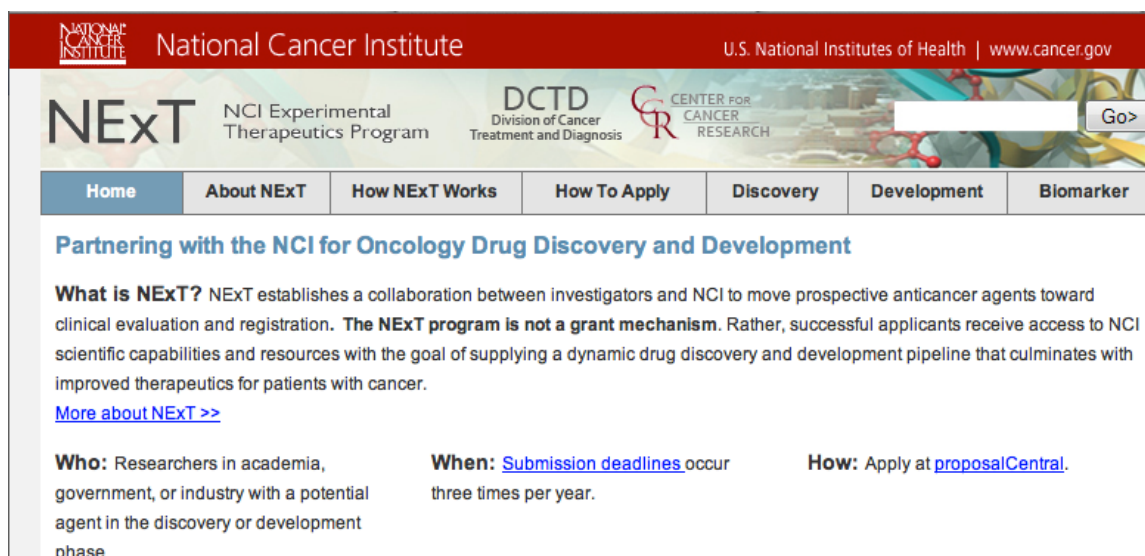 NATIONAL
CANCER
INSTITUTE
National Cancer Institute
U.S. National Institutes of Health | www.cancer.gov
NExT
NCI Experimental
Therapeutics Program
DCTD
Division of Cancer
Treatment and Diagnosis
CCR
CENTER FOR
CANCER
RESEARCH
Go>
Home
About NExT
How NExT Works
How To Apply
Discovery
Development
Biomarker
Partnering with the NCI for Oncology Drug Discovery and Development
What is NExT? NExT establishes a collaboration between investigators and NCI to move prospective anticancer agents toward
clinical evaluation and registration. The NExT program is not a grant mechanism. Rather, successful applicants receive access to NCI
scientific capabilities and resources with the goal of supplying a dynamic drug discovery and development pipeline that culminates with
improved therapeutics for patients with cancer.
More about NExT >>
Who: Researchers in academia,
government, or industry with a potential
agent in the discovery or development
phase
When: Submission deadlines occur
three times per year.
How: Apply at proposalCentral.